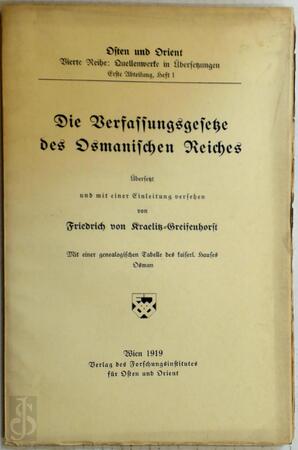 Osten und Orient
Vierte Reihe: Quellenwerke in Übersetzungen
Erste Abteilung, Heft 1
Die Verfassungsgesetze
des Osmanischen Reiches
Übersetzt
und mit einer Einleitung versehen
von
Friedrich von Kraelitz-Greifenhorst
Mit einer genealogischen Tabelle des kaiserl. Hauses
Osman
Wien 1919
Verlag des Forschungsinstitutes
für Osten und Orient